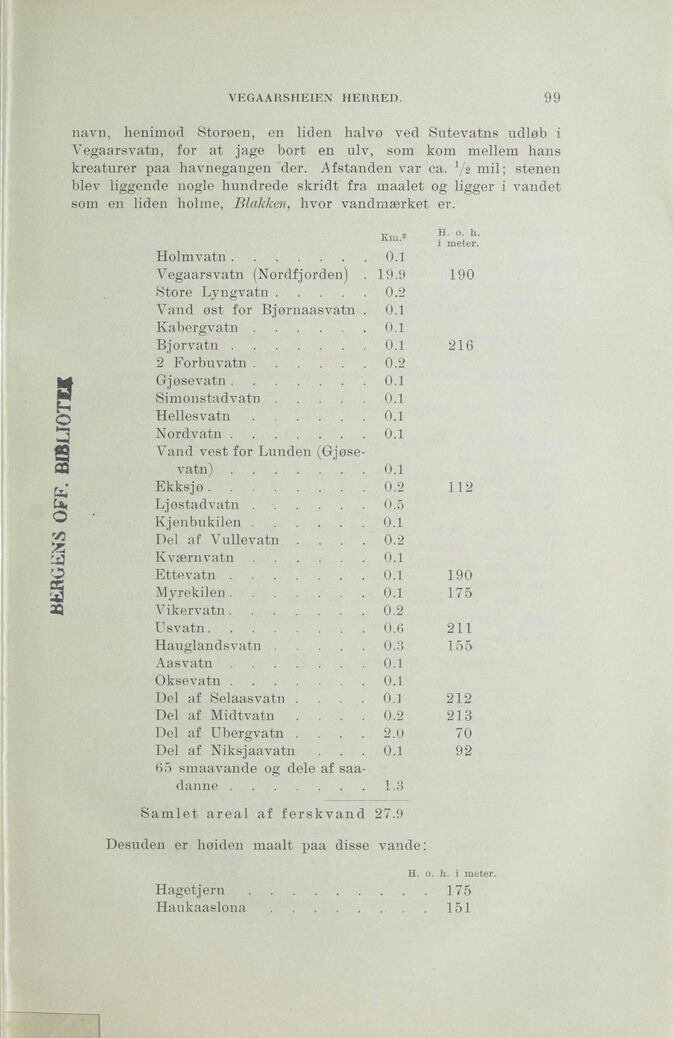 VEGAARSHEIEN HERRED. 99
navn, henimod Storøen, en liden halvø ved Sutevatns udløb i
Vegaarsvatn, for at jage bort en ulv, som kom mellem hans
kreaturer paa havnegangen der. Afstanden var ca. 1/2 mil; stenen
blev liggende nogle hundrede skridt fra maalet og ligger i vandet
som en liden holme, Blakken, hvor vandmærket er.
Km.² H. o. h. i meter.
Holmvatn . . . . . . . 0.1
Vegaarsvatn (Nordfjorden) . 19.9 190
Store Lyngvatn . . . . . 0.2
Vand øst for Bjørnaasvatn . 0.1
Kabergvatn . . . . . . 0.1
Bjorvatn . . . . . . . 0.1 216
2 Forbuvatn . . . . . . 0.2
Gjøsevatn . . . . . . . 0.1
Simonstadvatn . . . . . 0.1
Hellesvatn . . . . . . 0.1
Nordvatn . . . . . . . 0.1
Vand vest for Lunden (Gjøse-
vatn) . . . . . . . 0.1
Ekksjø . . . . . . . . 0.2 112
Ljøstadvatn . . . . . . 0.5
Kjenbukilen . . . . . . 0.1
Del af Vullevatn . . . . 0.2
Kværnvatn . . . . . . 0.1
Ettevatn . . . . . . . 0.1 190
Myrekilen . . . . . . . 0.1 175
Vikervatn . . . . . . . 0.2
Usvatn . . . . . . . . 0.6 211
Hauglandsvatn . . . . . 0.3 155
Aasvatn . . . . . . . 0.1
Oksevatn . . . . . . . 0.1
Del af Selaasvatn . . . . 0.1 212
Del af Midtvatn . . . . 0.2 213
Del af Ubergvatn . . . . 2.0 70
Del af Niksjaavatn . . . 0.1 92
65 smaavande og dele af saa-
danne . . . . . . . 1.3
Samlet areal af ferskvand 27.9
Desuden er høiden maalt paa disse vande:
H. o. h. i meter.
Hagetjern . . . . . . . . . 175
Haukaaslona . . . . . . . . 151
BERGENS OFF. BIBLIOTEK